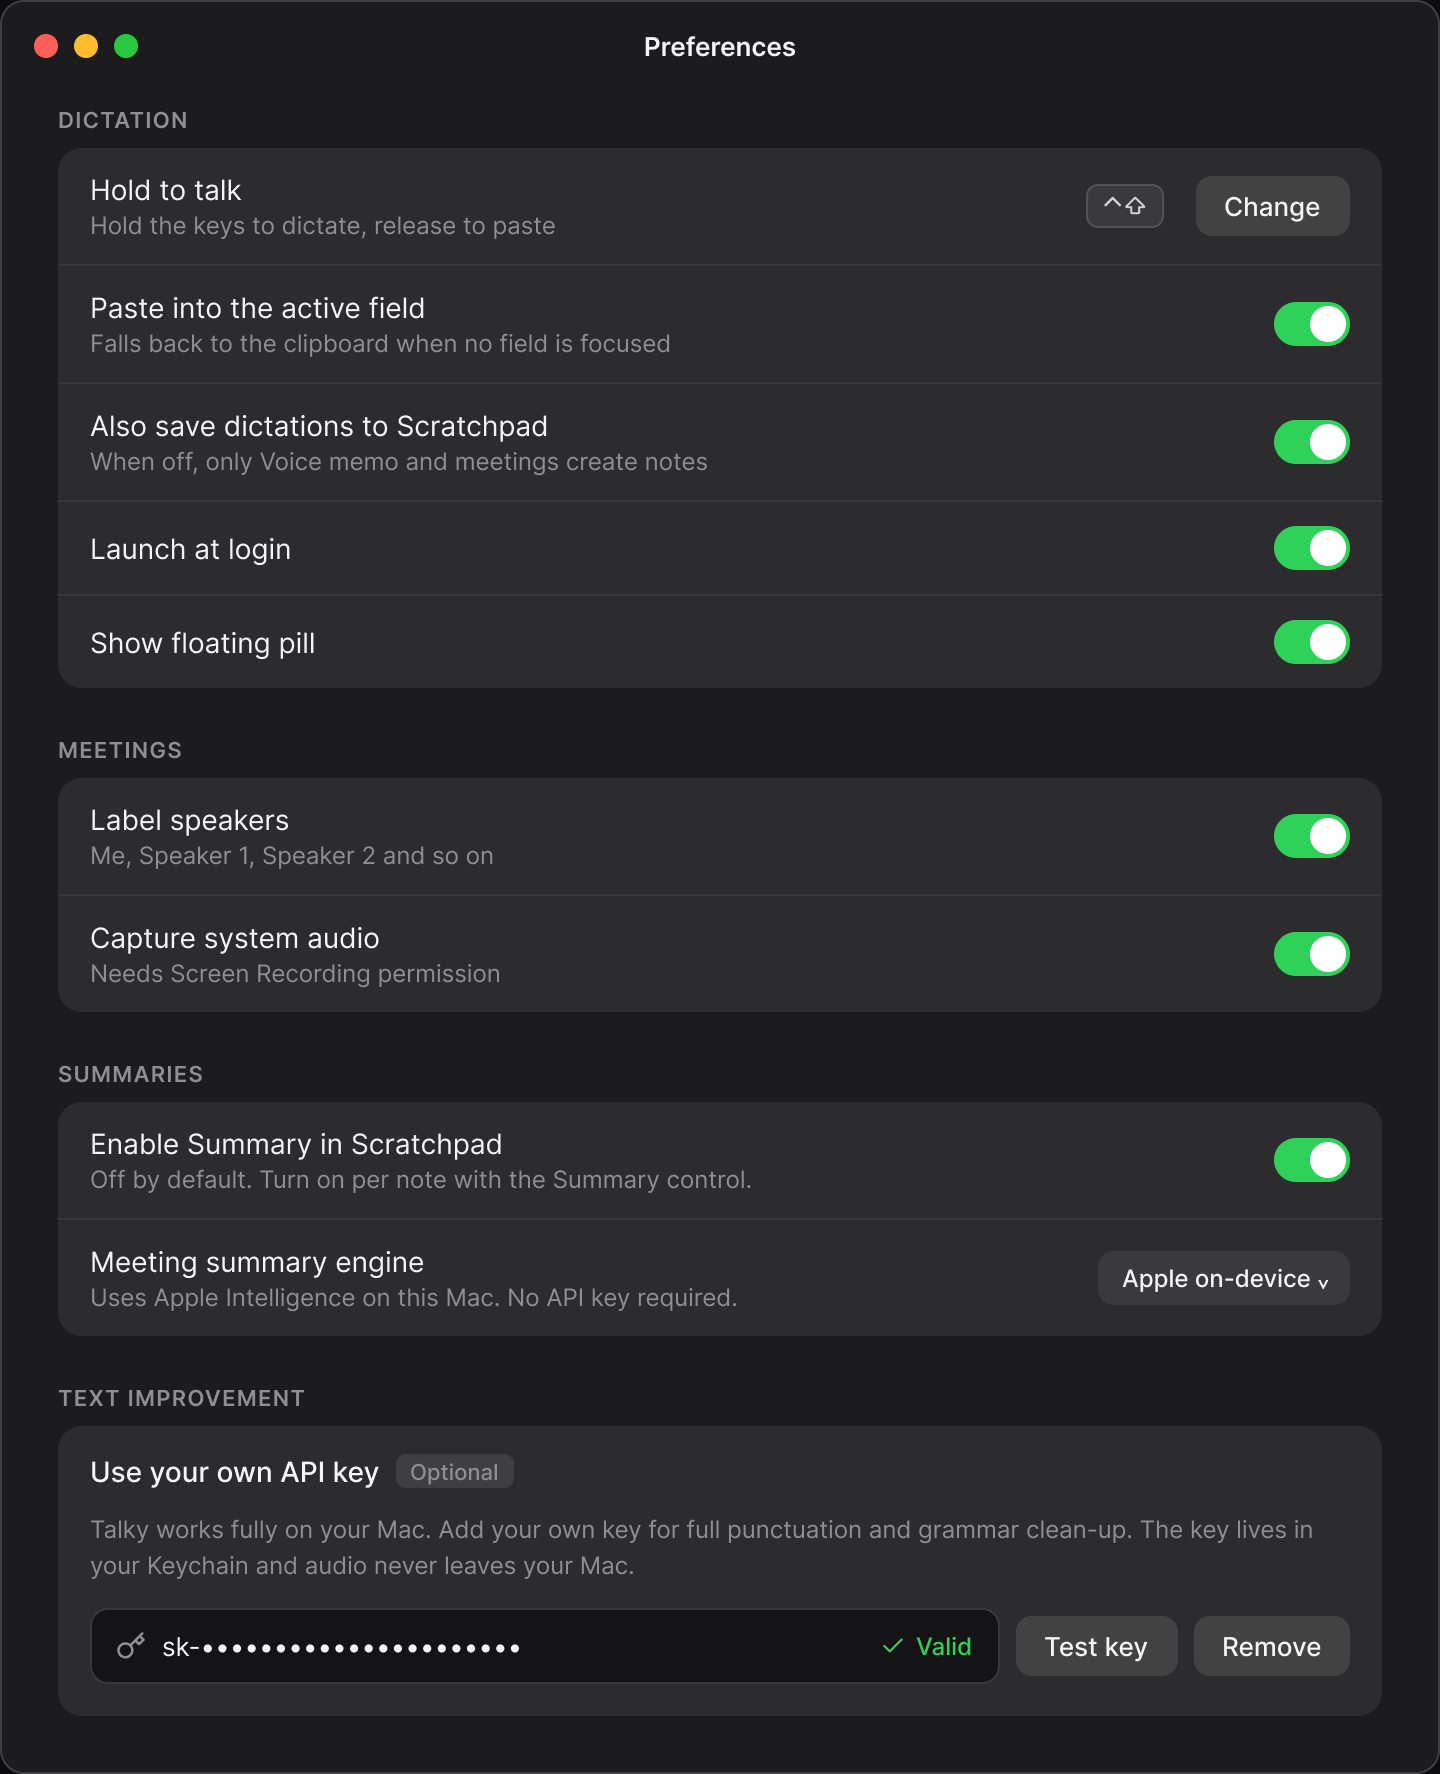 Preferences
DICTATION
Hold to talk
Hold the keys to dictate, release to paste
^⇧
Change
Paste into the active field
Falls back to the clipboard when no field is focused
Also save dictations to Scratchpad
When off, only Voice memo and meetings create notes
Launch at login
Show floating pill
MEETINGS
Label speakers
Me, Speaker 1, Speaker 2 and so on
Capture system audio
Needs Screen Recording permission
SUMMARIES
Enable Summary in Scratchpad
Off by default. Turn on per note with the Summary control.
Meeting summary engine
Uses Apple Intelligence on this Mac. No API key required.
Apple on-device
TEXT IMPROVEMENT
Use your own API key
Optional
Talky works fully on your Mac. Add your own key for full punctuation and grammar clean-up. The key lives in
your Keychain and audio never leaves your Mac.
sk-••••••••••••••••••••••
✓ Valid
Test key
Remove